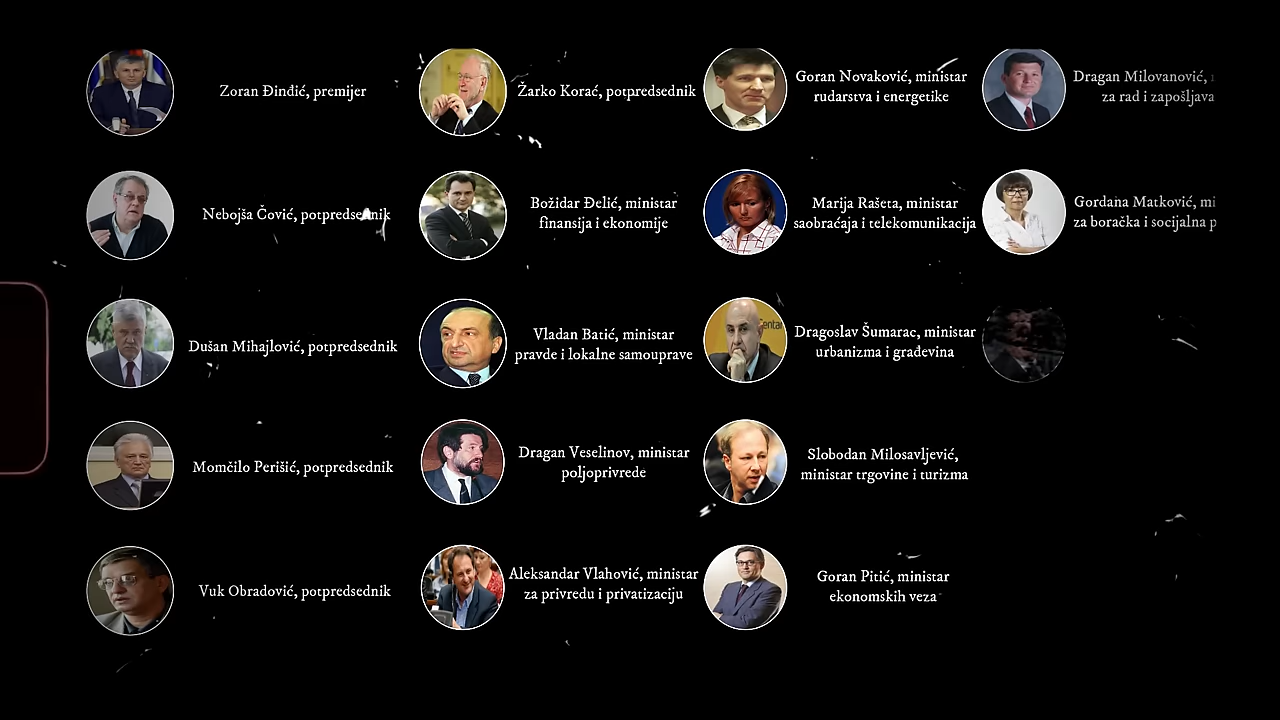 Zoran Đinđić, premijer
Nebojša Čović, potpredsednik
Dušan Mihajlović, potpredsednik
Momčilo Perišić, potpredsednik
Vuk Obradović, potpredsednik
Žarko Korać, potpredsednik
Božidar Đelić, ministar
finansija i ekonomije
Vladan Batić, ministar
pravde i lokalne samouprave
Dragan Veselinov, ministar
poljoprivrede
Aleksandar Vlahović, ministar
za privredu i privatizaciju
Goran Novaković, ministar
rudarstva i energetike
Marija Rašeta, ministar
saobraćaja i telekomunikacija
Dragoslav Šumarac, ministar
urbanizma i građevina
Slobodan Milosavljević,
ministar trgovine i turizma
Goran Pitić, ministar
ekonomskih veza
Dragan Milovanović,
za rad i zapošljava
Gordana Matković, mi
za boračka i socijalna p